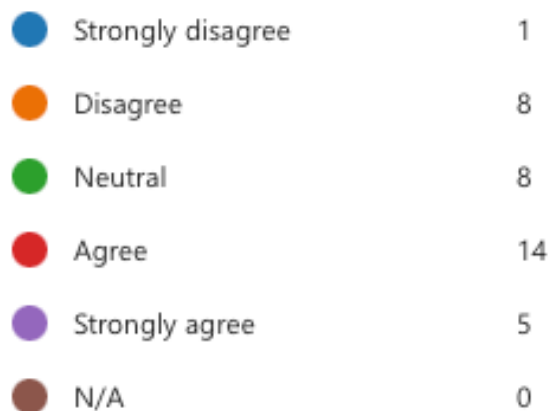 Strongly disagree 1
Disagree 8
Neutral 8
Agree 14
Strongly agree 5
N/A 0